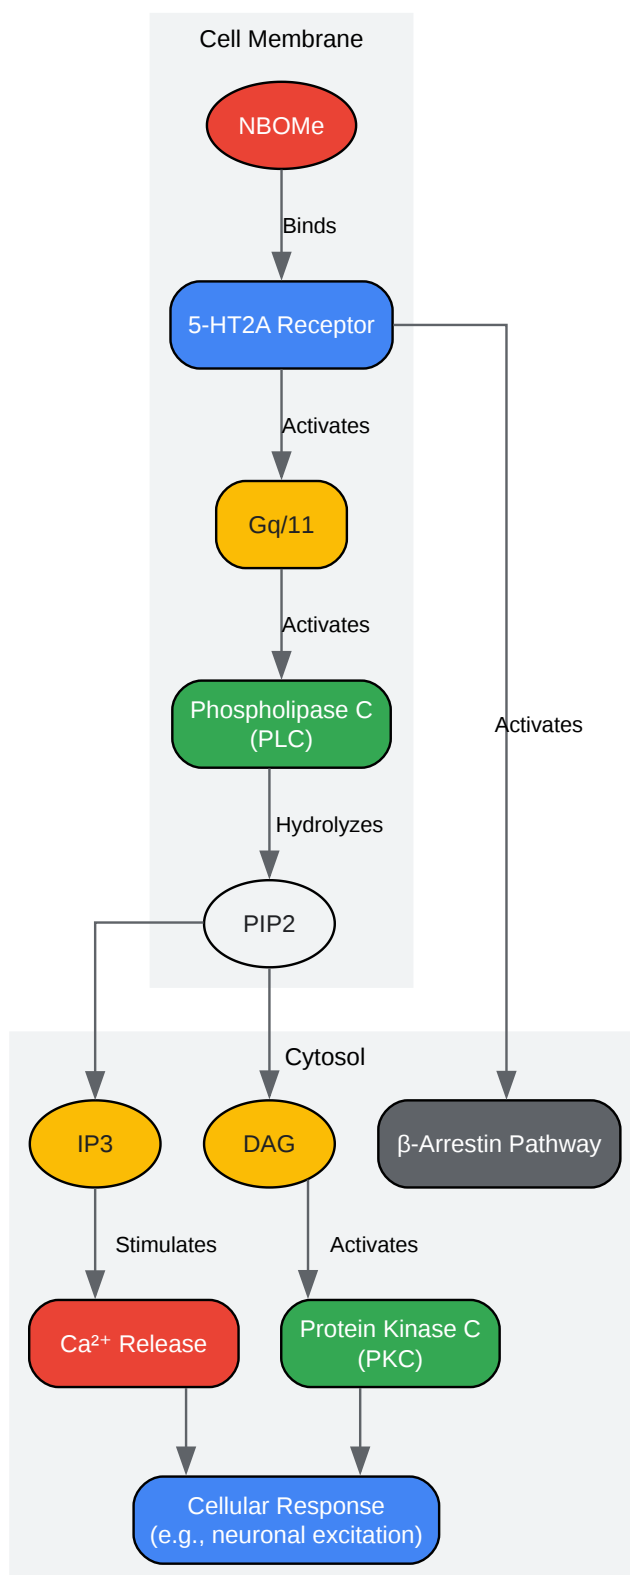 Cell Membrane
NBOMe
Binds
5-HT2A Receptor
Activates
Gq/11
Activates
Phospholipase C
(PLC)
Activates
Hydrolyzes
PIP2
Cytosol
IP3
DAG
β-Arrestin Pathway
Stimulates
Activates
Ca²⁺ Release
Protein Kinase C
(PKC)
Cellular Response
(e.g., neuronal excitation)